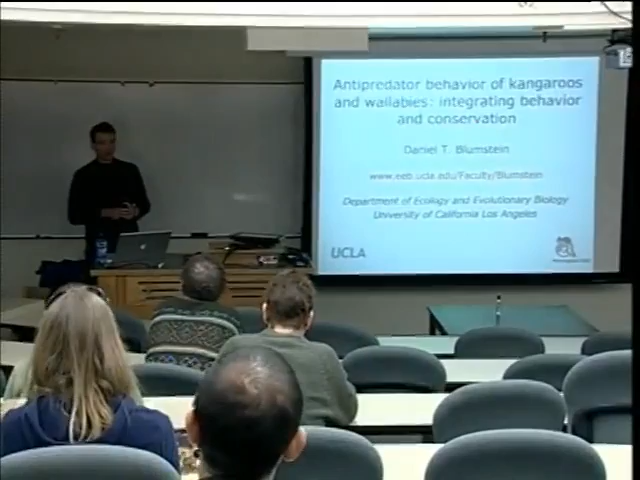 Antipredator behavior of kangaroos
and wallabies: integrating behavior
and conservation
Daniel T. Blumstein
www.eeb.ucla.edu/Faculty/Blumstein
Department of Ecology and Evolutionary Biology
University of California Los Angeles
UCLA